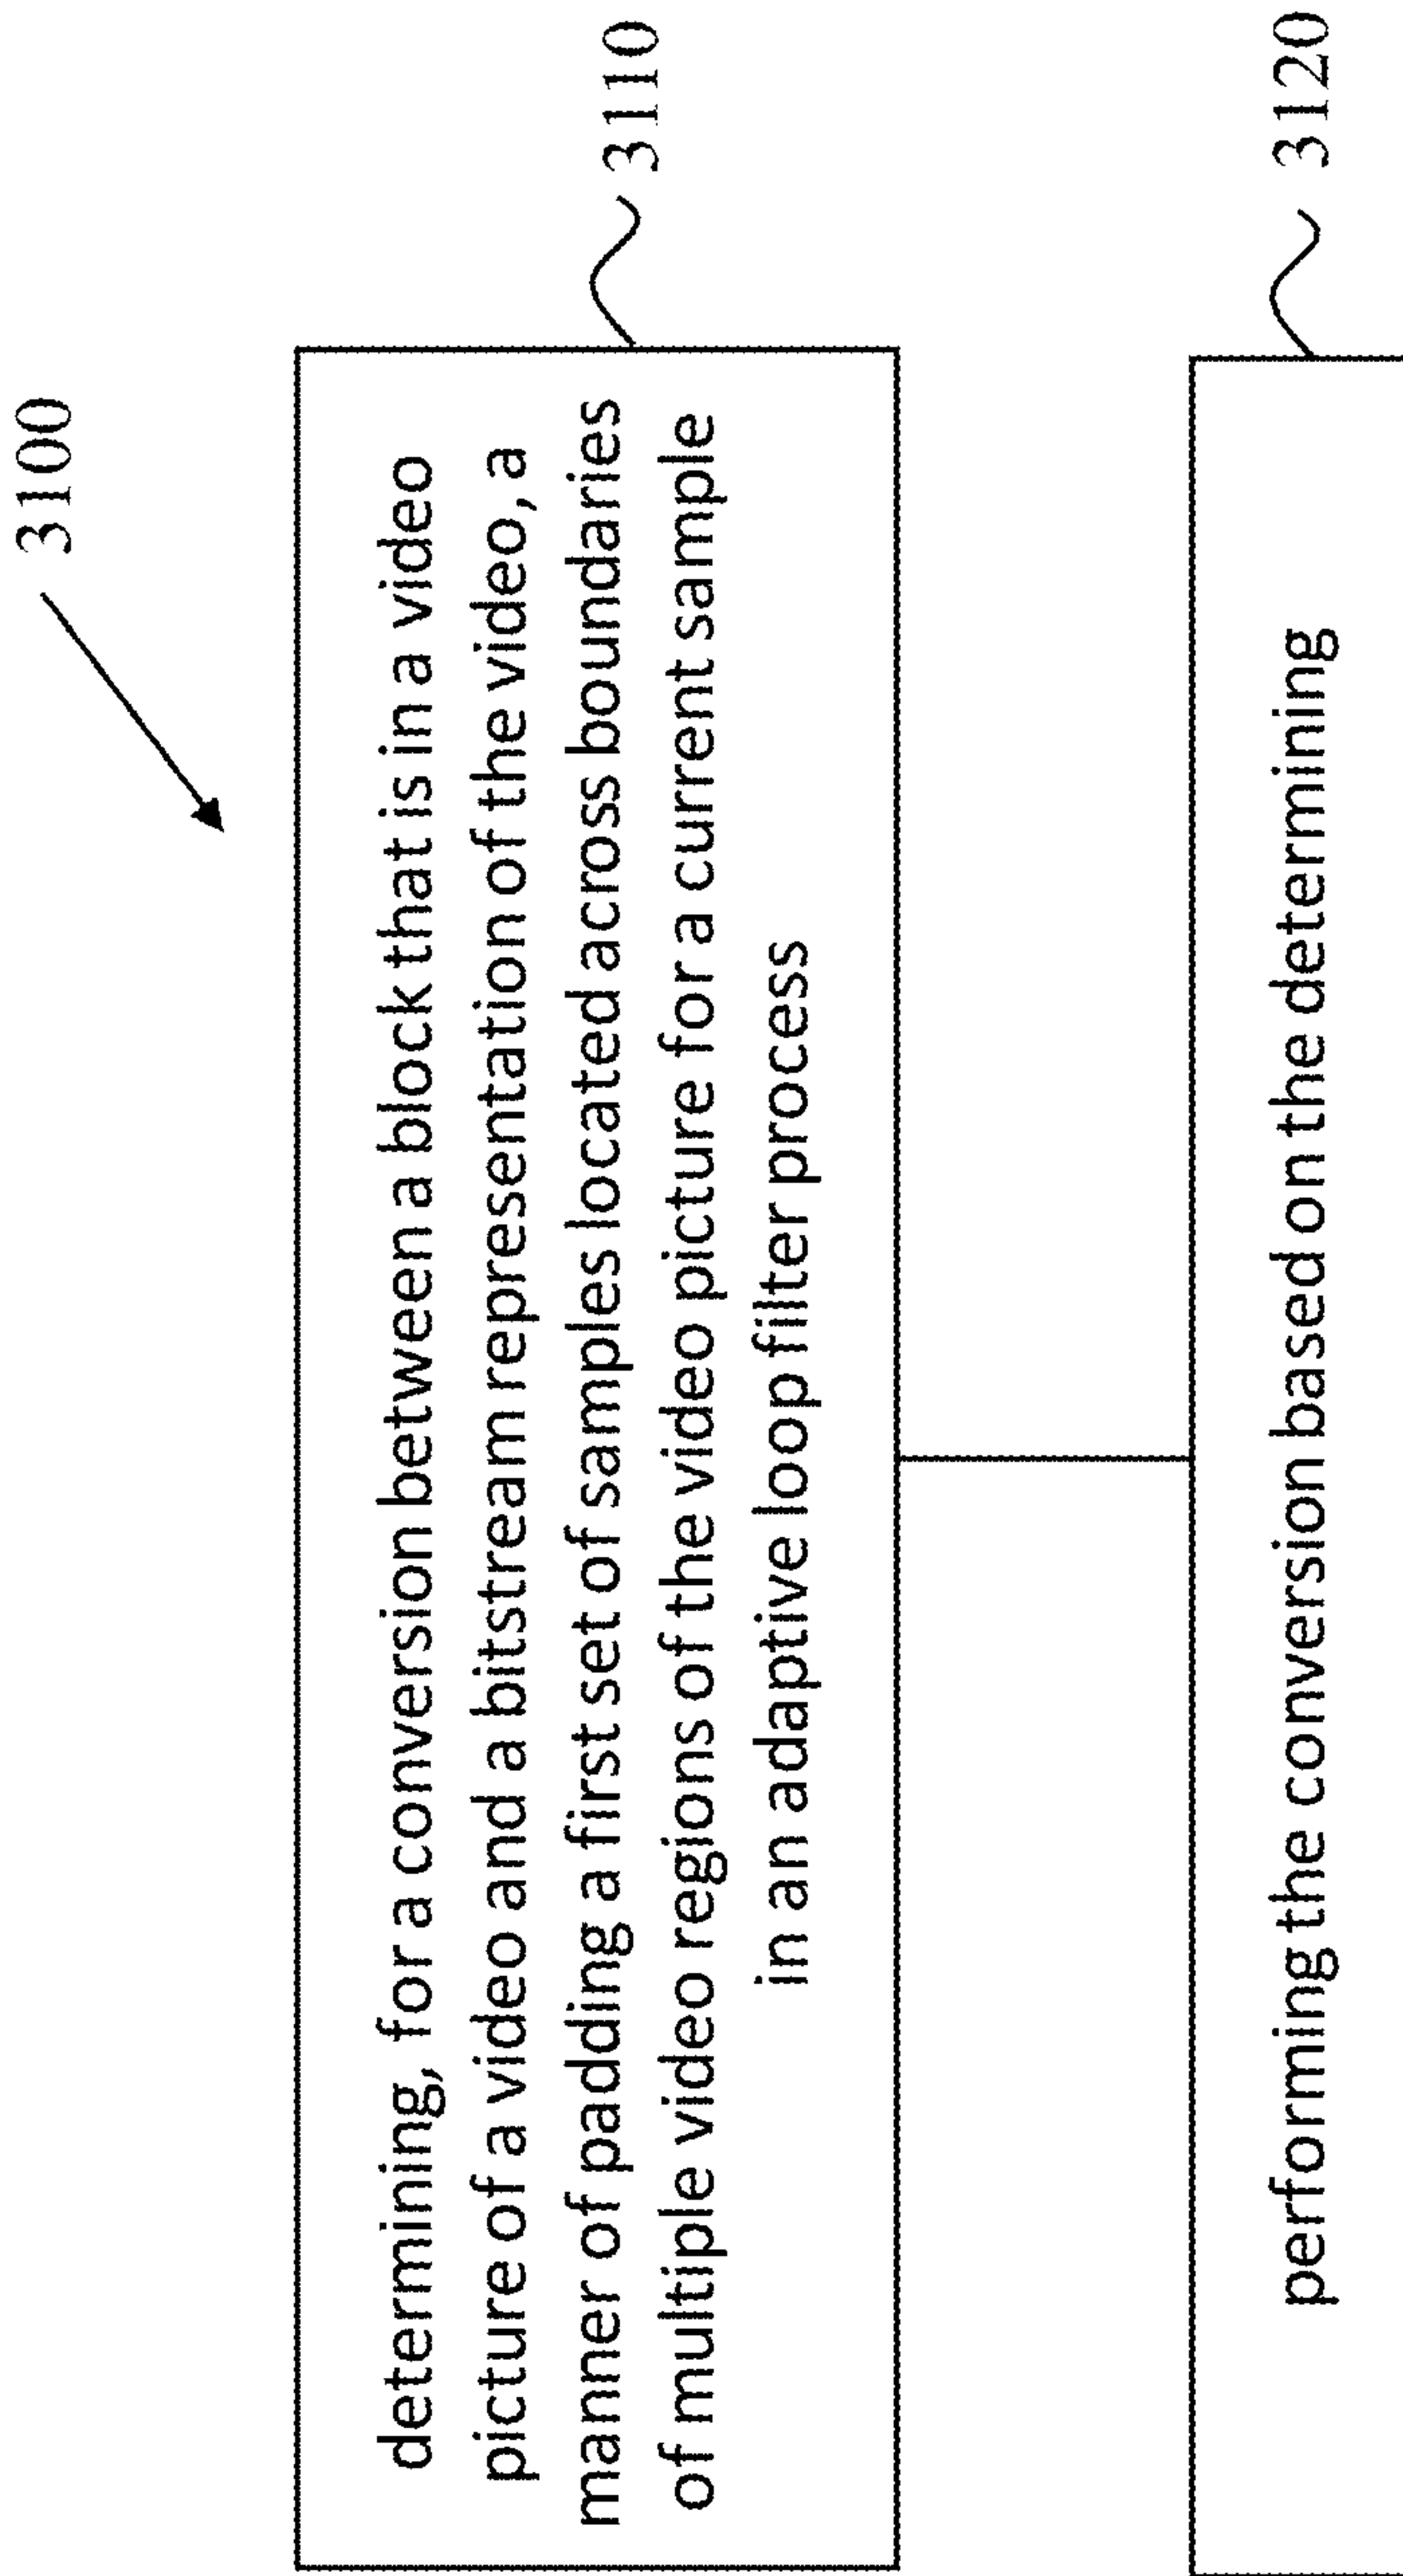 3100
determining, for a conversion between a block that is in a video
picture of a video and a bitstream representation of the video, a
manner of padding a first set of samples located across boundaries
of multiple video regions of the video picture for a current sample
in an adaptive loop filter process
3110
performing the conversion based on the determining
3120